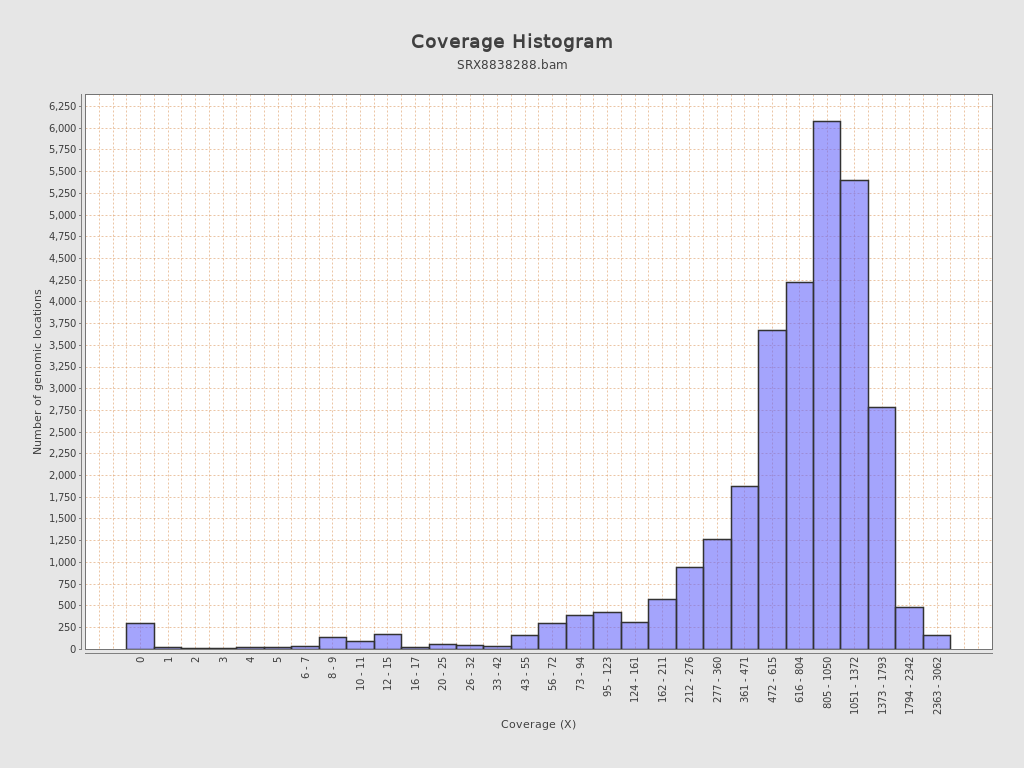 Coverage Histogram
SRX8838288.bam
Number of genomic locations
6,250
6,000
5,750
5,500
5,250
5,000
4,750
4,500
4,250
4,000
3,750
3,500
3,250
3,000
2,750
2,500
2,250
2,000
1,750
1,500
1,250
1,000
750
500
250
0
0
1
2
3
4
5
6 - 7
8 - 9
10 - 11
12 - 15
16 - 17
20 - 25
26 - 32
33 - 42
43 - 55
56 - 72
73 - 94
95 - 123
124 - 161
162 - 211
212 - 276
277 - 360
361 - 471
472 - 615
616 - 804
805 - 1050
1051 - 1372
1373 - 1793
1794 - 2342
2363 - 3062
Coverage (X)